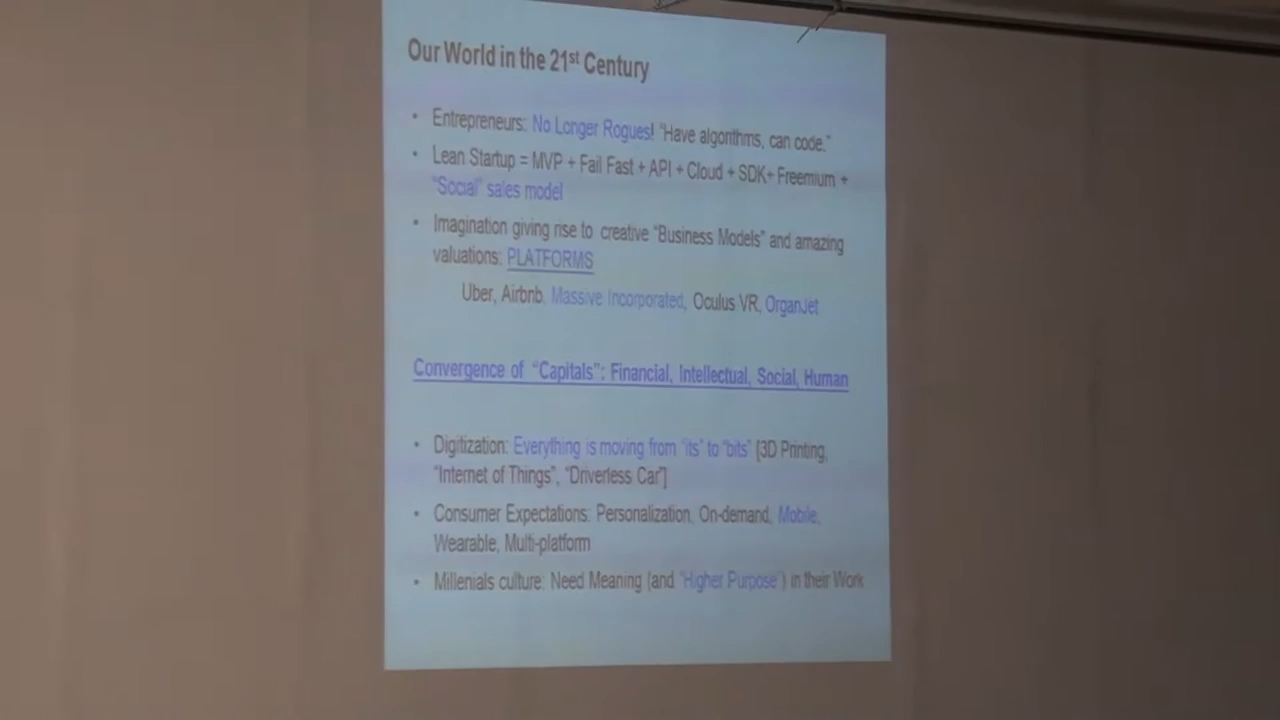 Our World in the 21st Century
• Entrepreneurs: No Longer Rogues! "Have algorithms, can code."
• Lean Startup = MVP + Fail Fast + API + Cloud + SDK+ Freemium +
"Social" sales model
• Imagination giving rise to creative "Business Models" and amazing
valuations: PLATFORMS
Uber, Airbnb, Massive Incorporated, Oculus VR, OrganJet
Convergence of "Capitals": Financial, Intellectual, Social, Human
• Digitization: Everything is moving from "its" to "bits" [3D Printing,
"Internet of Things", "Driverless Car"]
• Consumer Expectations: Personalization, On-demand, Mobile,
Wearable, Multi-platform
• Millenials culture: Need Meaning (and "Higher Purpose") in their Work